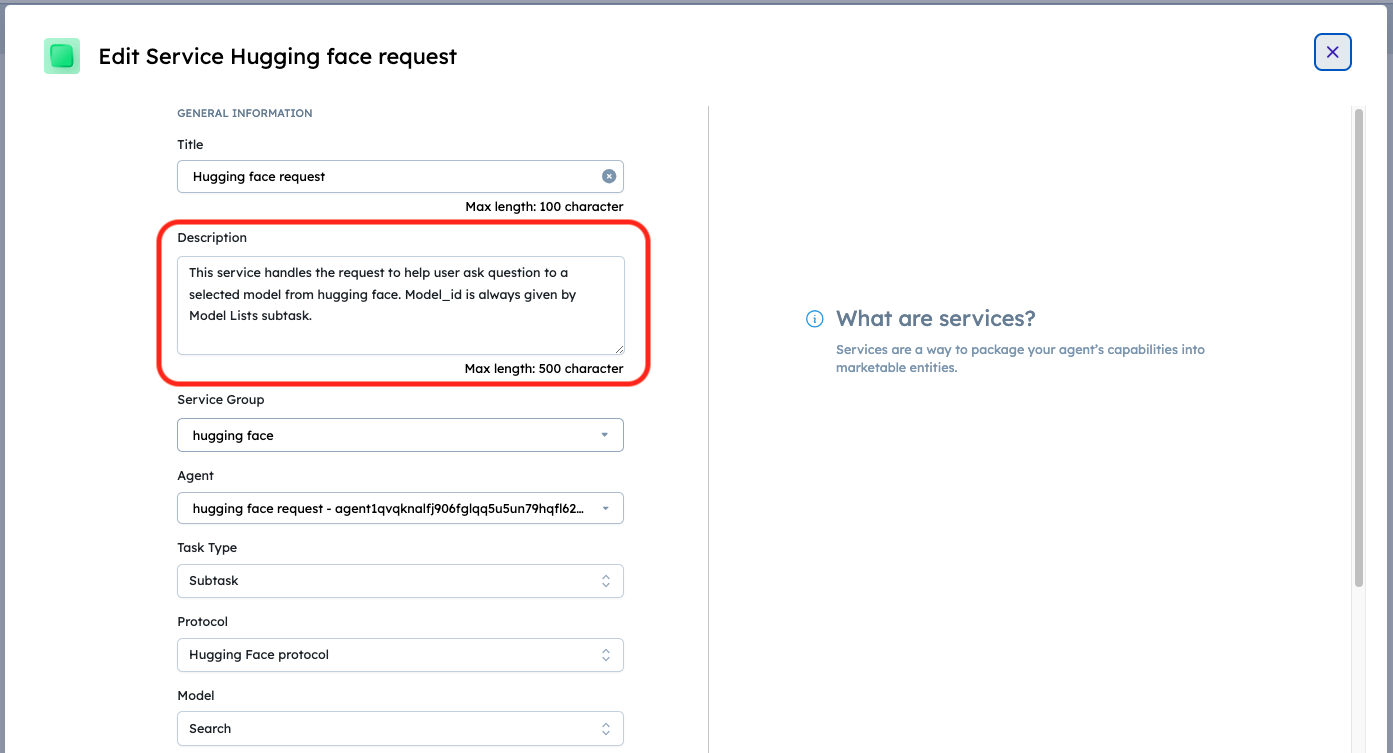 Edit Service Hugging face request
GENERAL INFORMATION
Title
Hugging face request
Max length: 100 character
Description
This service handles the request to help user ask question to a
selected model from hugging face. Model_id is always given by
Model Lists subtask.
Max length: 500 character
Service Group
hugging face
Agent
hugging face request - agent1qvqknalfj906fglqq5u5un79hqfl62...
Task Type
Subtask
Protocol
Hugging Face protocol
Model
Search
What are services?
Services are a way to package your agent's capabilities into
marketable entities.